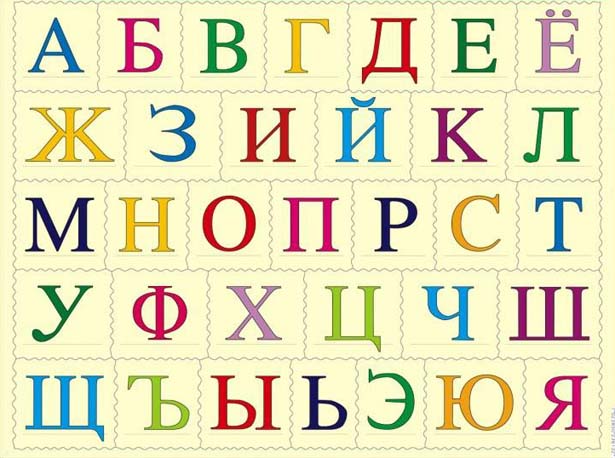 А Б В Г Д Е Ё
Ж З И Й К Л
М Н О П Р С Т
У Ф Х Ц Ч Ш
Щ Ъ Ы Ь Э Ю Я